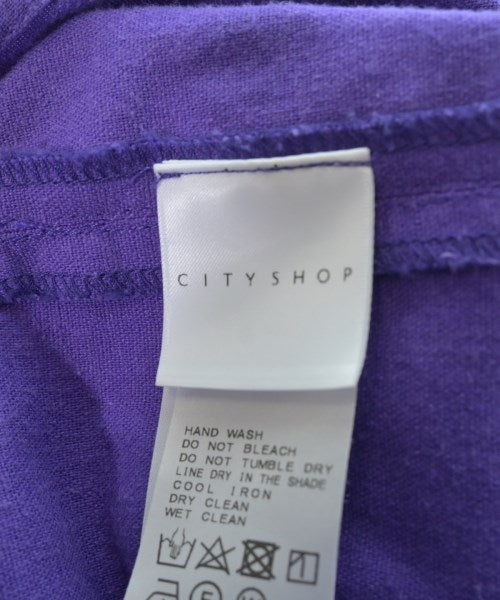 CITYSHOP
HAND WASH
DO NOT BLEACH
DO NOT TUMBLE DRY
LINE DRY IN THE SHADE
COOL IRON
DRY CLEAN
WET CLEAN